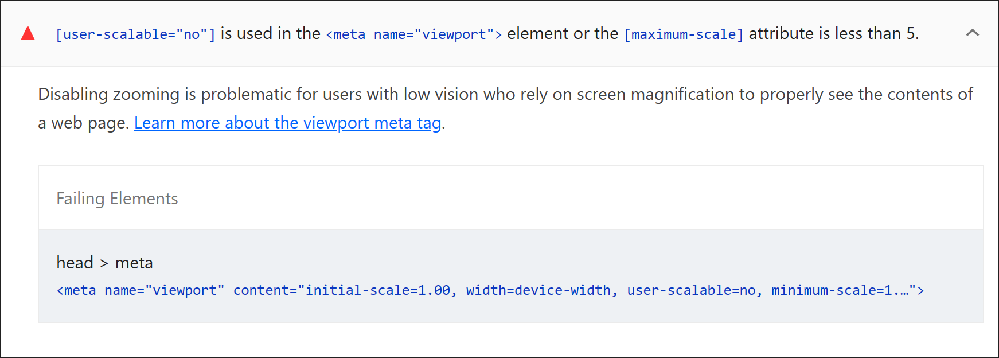 [user-scalable="no"] is used in the <meta name="viewport"> element or the [maximum-scale] attribute is less than 5.
Disabling zooming is problematic for users with low vision who rely on screen magnification to properly see the contents of
a web page. Learn more about the viewport meta tag.
Failing Elements
head > meta
<meta name="viewport" content="initial-scale=1.00, width=device-width, user-scalable=no, minimum-scale=1.…">